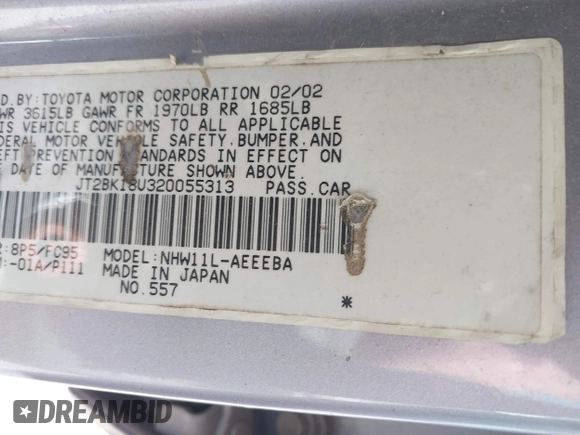 D. BY: TOYOTA MOTOR CORPORATION 02/02
WR 3615LB GAWR FR 1970LB RR 1685LB
IS VEHICLE CONFORMS TO ALL APPLICABLE
DERAL MOTOR VEHICLE SAFETY, BUMPER, AND
EFT PREVENTION STANDARDS IN EFFECT ON
E DATE OF MANUFACTURE SHOWN ABOVE.
JT2BK18U320055313 PASS. CAR
R:8P5/FC95 MODEL: NHW11L-AEEEBA
M:-01A/P111 MADE IN JAPAN
NO. 557 *
DREAMBID